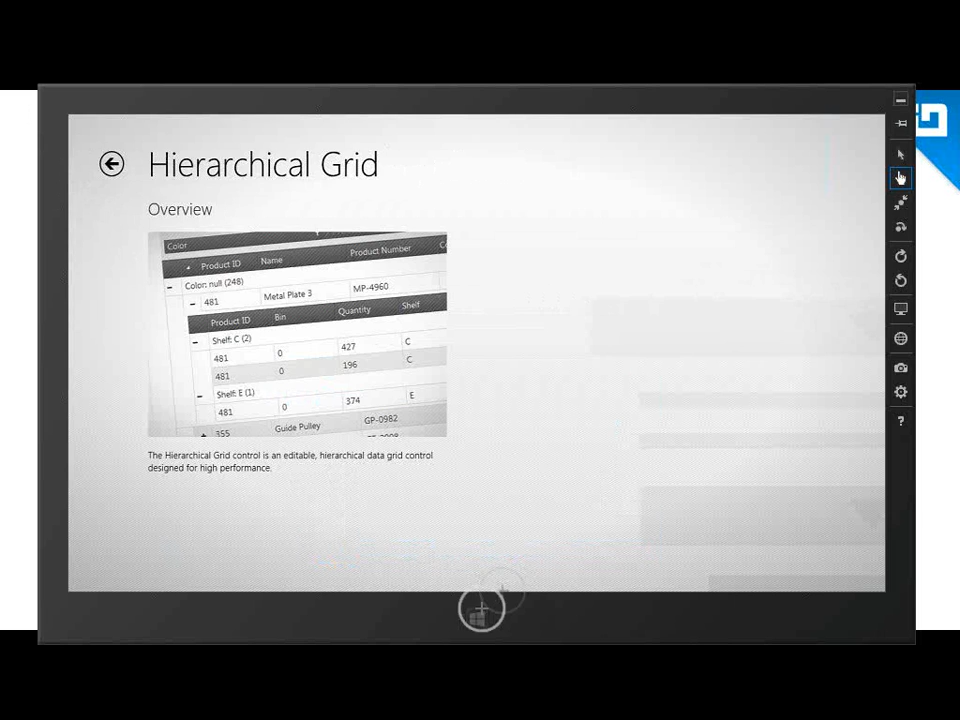 Hierarchical Grid
Overview
Color
Product ID Name Product Number
Color: null (248)
481 Metal Plate 3 MP-4960
Product ID Bin Quantity Shelf
Shelf: C (2)
481 0 427 C
481 0 196 C
Shelf: E (1)
481 0 374 E
355 Guide Pulley GP-0982
The Hierarchical Grid control is an editable, hierarchical data grid control
designed for high performance.
?